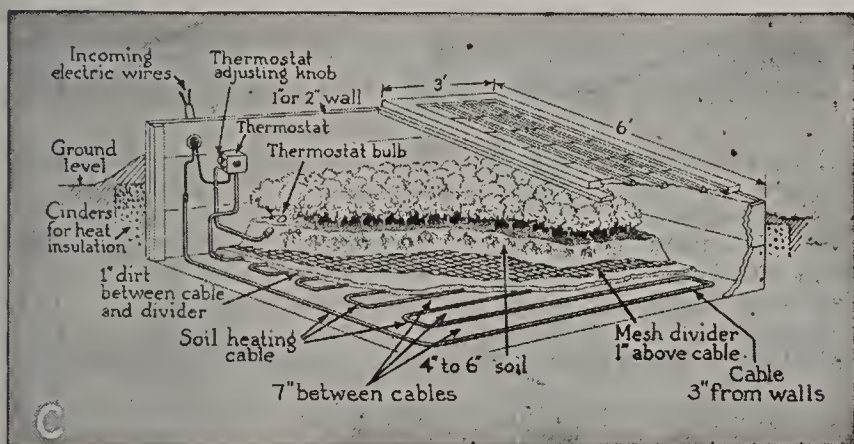 Incoming
electric wires
Thermostat
adjusting knob
1" or 2" wall
3'
6'
Thermostat
Thermostat bulb
Ground
level
Cinders
for heat
insulation
1" dirt
between cable
and divider
Soil heating
cable
7" between cables
4" to 6" soil
Mesh divider
1" above cable
Cable
3" from walls
C